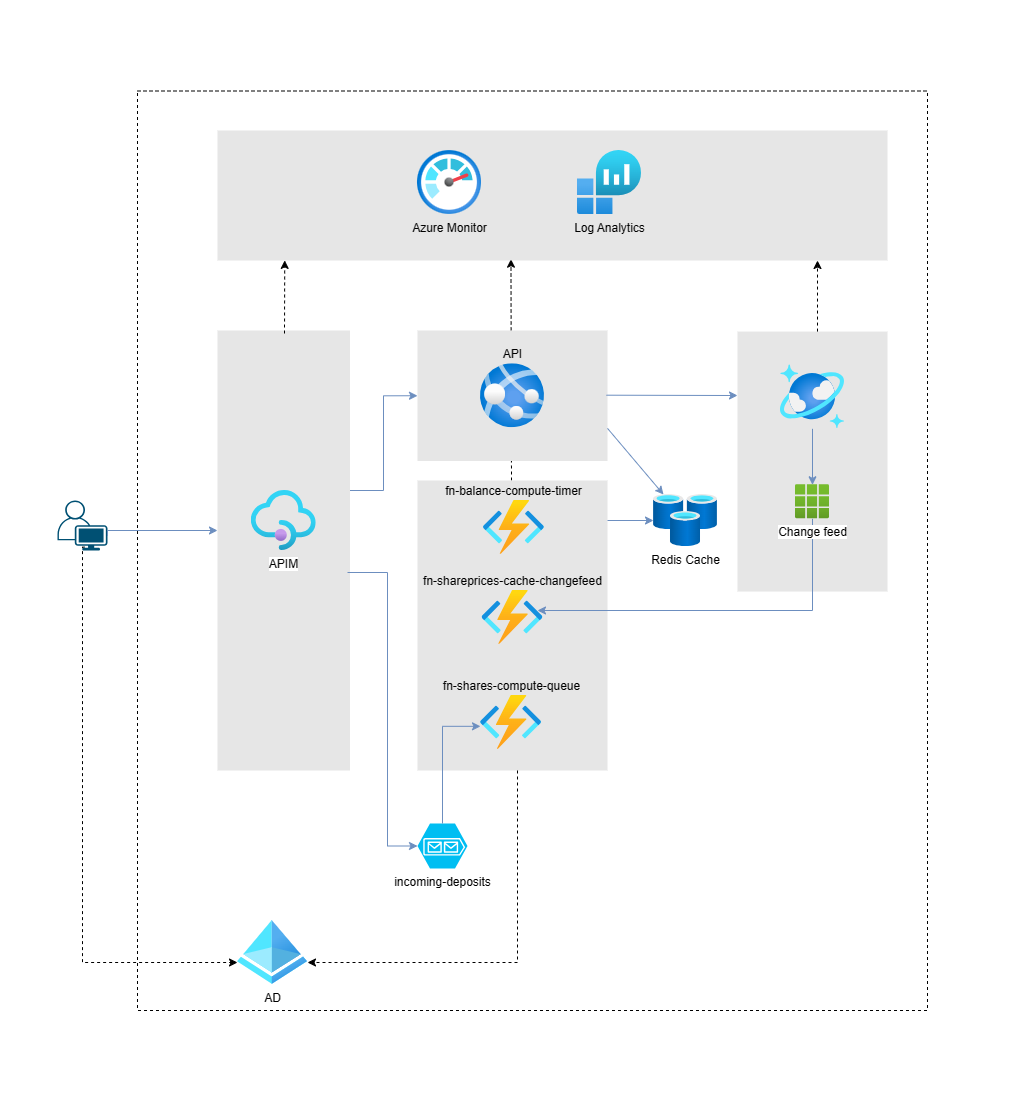 Azure Monitor
Log Analytics
API
fn-balance-compute-timer
APIM
Redis Cache
Change feed
fn-shareprices-cache-changefeed
fn-shares-compute-queue
incoming-deposits
AD